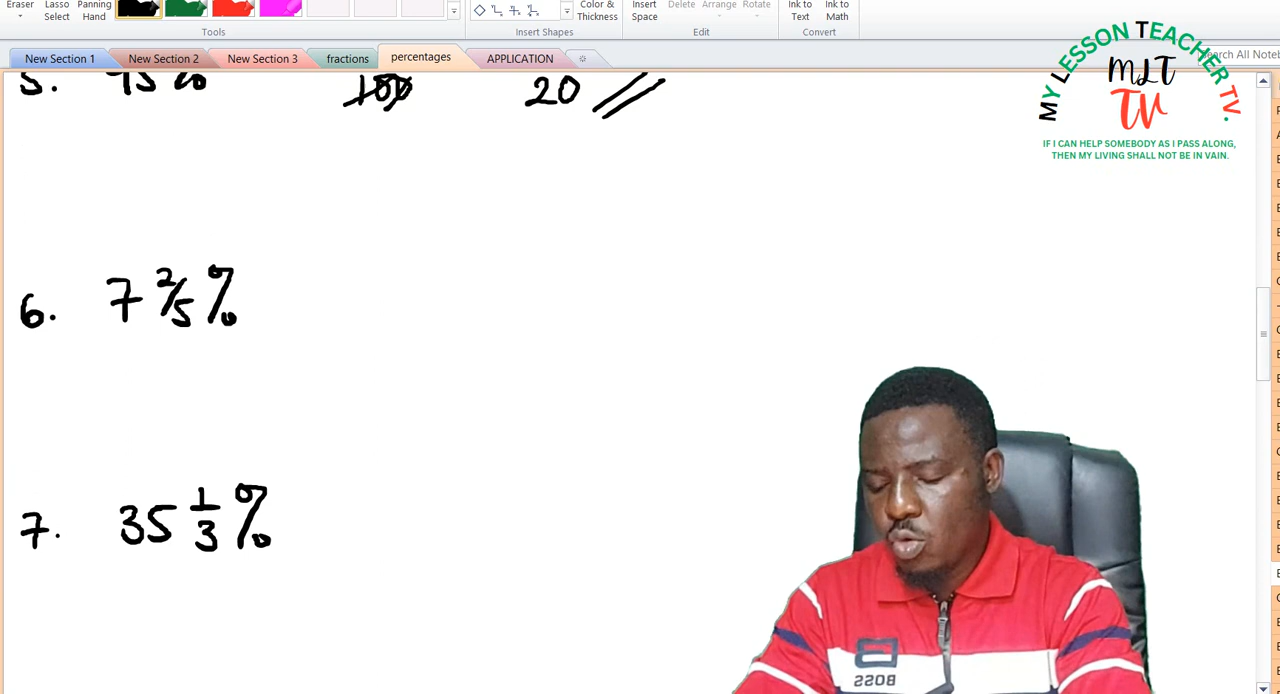 Eraser
Lasso Select
Panning Hand
Color & Thickness
Insert Space
Delete
Arrange
Rotate
Ink to Text
Ink to Math
Tools
Insert Shapes
Edit
Convert
New Section 1
New Section 2
New Section 3
fractions
percentages
APPLICATION
MY LESSON TEACHER TV.
MLT
TV
IF I CAN HELP SOMEBODY AS I PASS ALONG,
THEN MY LIVING SHALL NOT BE IN VAIN.
5.
100
20 //
6. 7 2/5 %
7. 35 1/3 %
BOSS